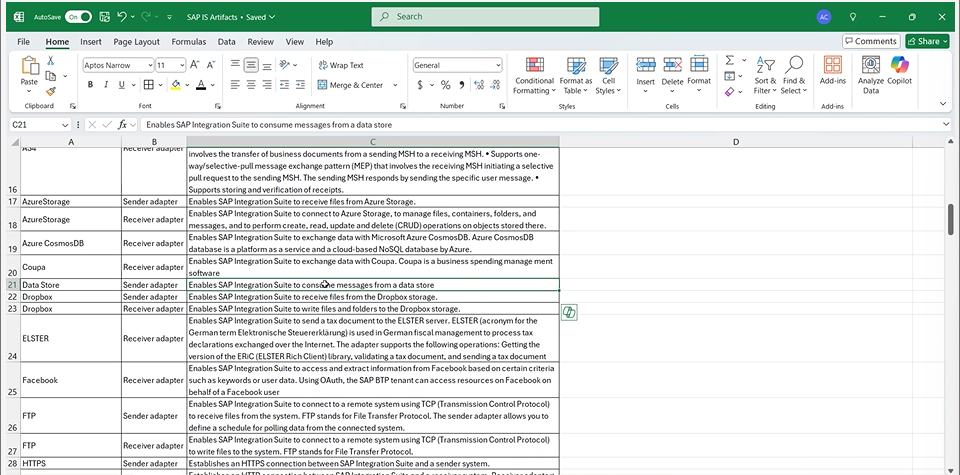 AutoSave On SAP IS Artifacts • Saved Search AC
File Home Insert Page Layout Formulas Data Review View Help Comments Share
Paste Aptos Narrow 11 A A Wrap Text General Conditional Formatting Format as Table Cell Styles Insert Delete Format Sort & Filter Find & Select Add-ins Analyze Data Copilot
B I U Merge & Center $ % 9
Clipboard Font Alignment Number Styles Cells Editing Add-ins
C21 fx Enables SAP Integration Suite to consume messages from a data store
A B C D
AS4 Receiver adapter
involves the transfer of business documents from a sending MSH to a receiving MSH. • Supports one-
way/selective-pull message exchange pattern (MEP) that involves the receiving MSH initiating a selective
pull request to the sending MSH. The sending MSH responds by sending the specific user message. •
16 Supports storing and verification of receipts.
17 AzureStorage Sender adapter Enables SAP Integration Suite to receive files from Azure Storage.
18 AzureStorage Receiver adapter Enables SAP Integration Suite to connect to Azure Storage, to manage files, containers, folders, and
messages, and to perform create, read, update and delete (CRUD) operations on objects stored there.
19 Azure CosmosDB Receiver adapter Enables SAP Integration Suite to exchange data with Microsoft Azure CosmosDB. Azure CosmosDB
database is a platform as a service and a cloud-based NoSQL database by Azure.
20 Coupa Receiver adapter Enables SAP Integration Suite to exchange data with Coupa. Coupa is a business spending manage ment
software
21 Data Store Sender adapter Enables SAP Integration Suite to consume messages from a data store
22 Dropbox Sender adapter Enables SAP Integration Suite to receive files from the Dropbox storage.
23 Dropbox Receiver adapter Enables SAP Integration Suite to write files and folders to the Dropbox storage.
24 ELSTER Receiver adapter Enables SAP Integration Suite to send a tax document to the ELSTER server. ELSTER (acronym for the
German term Elektronische Steuererklärung) is used in German fiscal management to process tax
declarations exchanged over the Internet. The adapter supports the following operations: Getting the
version of the ERiC (ELSTER Rich Client) library, validating a tax document, and sending a tax document
25 Facebook Receiver adapter Enables SAP Integration Suite to access and extract information from Facebook based on certain criteria
such as keywords or user data. Using OAuth, the SAP BTP tenant can access resources on Facebook on
behalf of a Facebook user
26 FTP Sender adapter Enables SAP Integration Suite to connect to a remote system using TCP (Transmission Control Protocol)
to receive files from the system. FTP stands for File Transfer Protocol. The sender adapter allows you to
define a schedule for polling data from the connected system.
27 FTP Receiver adapter Enables SAP Integration Suite to connect to a remote system using TCP (Transmission Control Protocol)
to write files to the system. FTP stands for File Transfer Protocol.
28 HTTPS Sender adapter Establishes an HTTPS connection between SAP Integration Suite and a sender system.